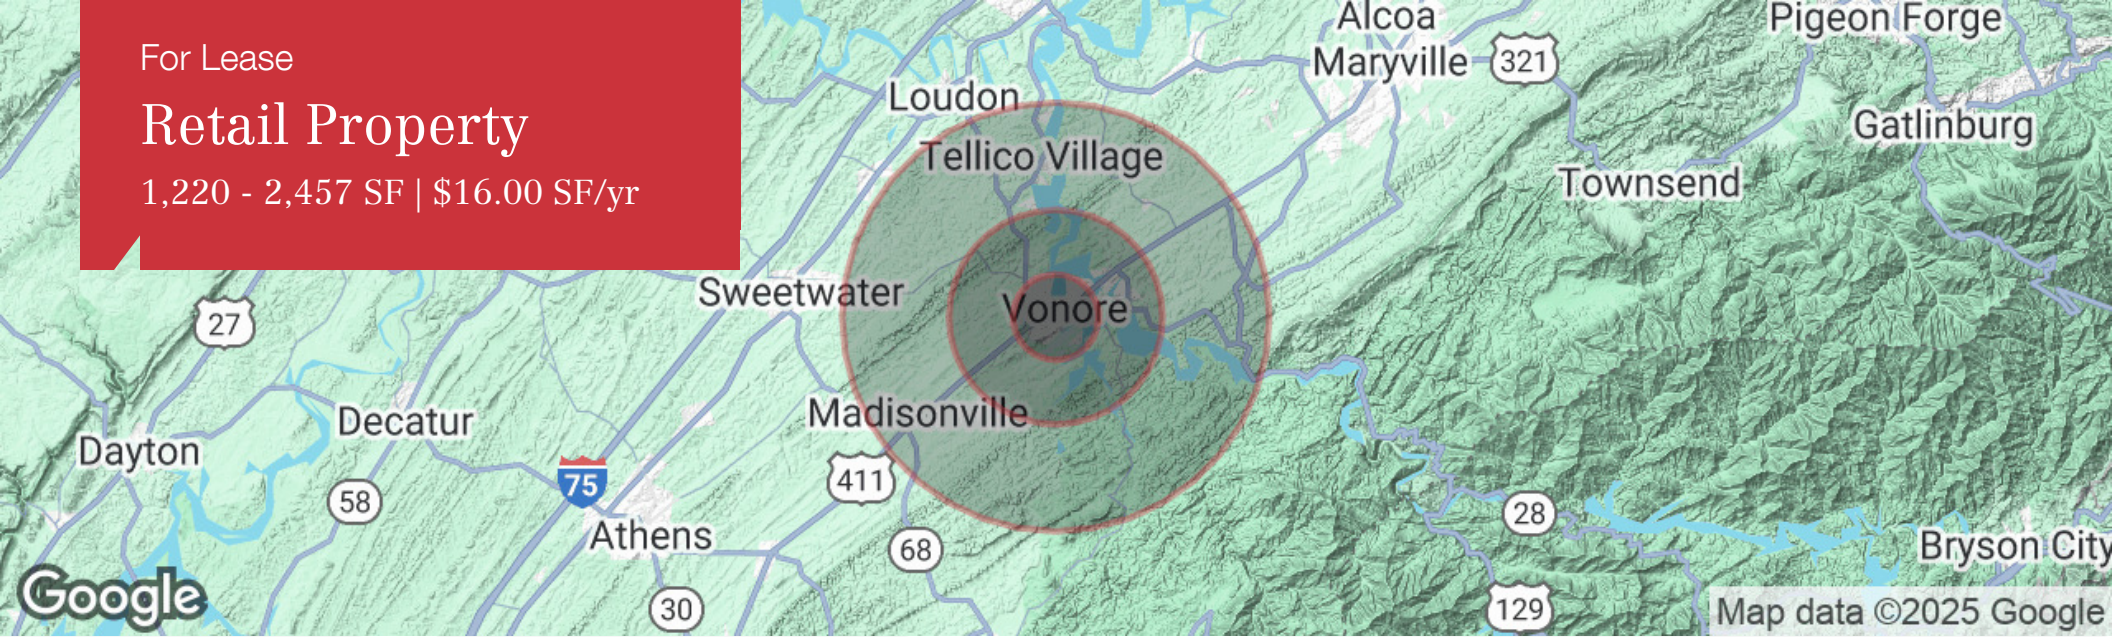 For Lease
Retail Property
1,220 - 2,457 SF | $16.00 SF/yr
Alcoa
Pigeon Forge
Maryville
321
Loudon
Gatlinburg
Tellico Village
Townsend
Sweetwater
Vonore
27
Madisonville
Decatur
Dayton
411
75
58
28
Athens
68
Bryson City
Google
30
129
Map data ©2025 Google